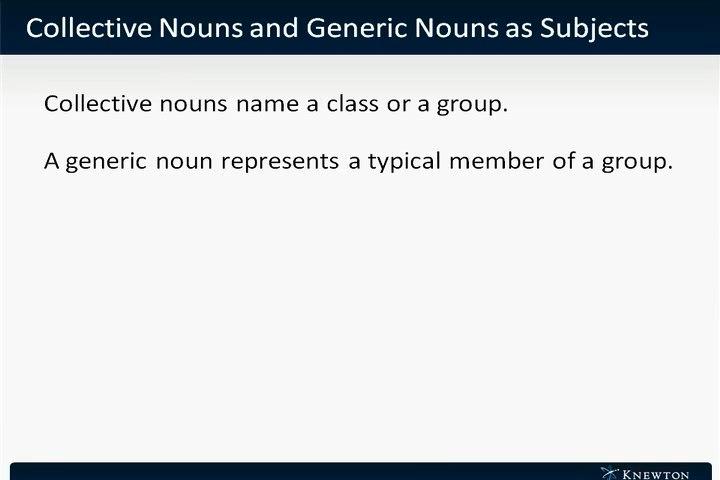 Collective Nouns and Generic Nouns as Subjects
Collective nouns name a class or a group.
A generic noun represents a typical member of a group.
KNEWTON